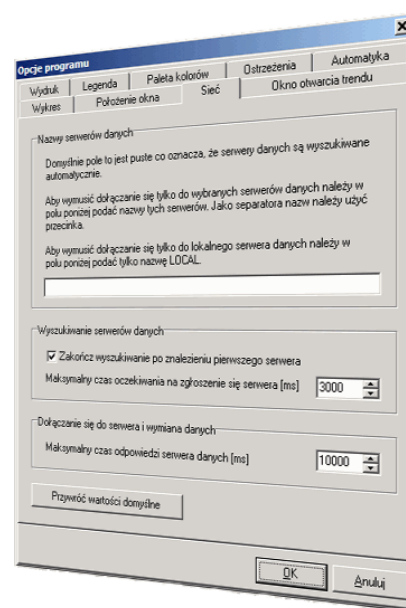 Opcje programu
Wydruk Legenda Paleta kolorów Ostrzeżenia Automatyka
Wykres Położenie okna Sieć Okno otwarcia trendu
Nazwy serwerów danych
Domyślnie pole to jest puste co oznacza, że serwery danych są wyszukiwane
automatycznie.
Aby wymusić dołączanie się tylko do wybranych serwerów danych należy w
polu poniżej podać nazwy tych serwerów. Jako separatora nazw należy użyć
przecinka.
Aby wymusić dołączanie się tylko do lokalnego serwera danych należy w
polu poniżej podać tylko nazwę LOCAL.
Wyszukiwanie serwerów danych
Zakończ wyszukiwanie po znalezieniu pierwszego serwera
Maksymalny czas oczekiwania na zgłoszenie się serwera [ms] 3000
Dołączanie się do serwera i wymiana danych
Maksymalny czas odpowiedzi serwera danych [ms] 10000
Przywróć wartości domyślne
OK Anuluj